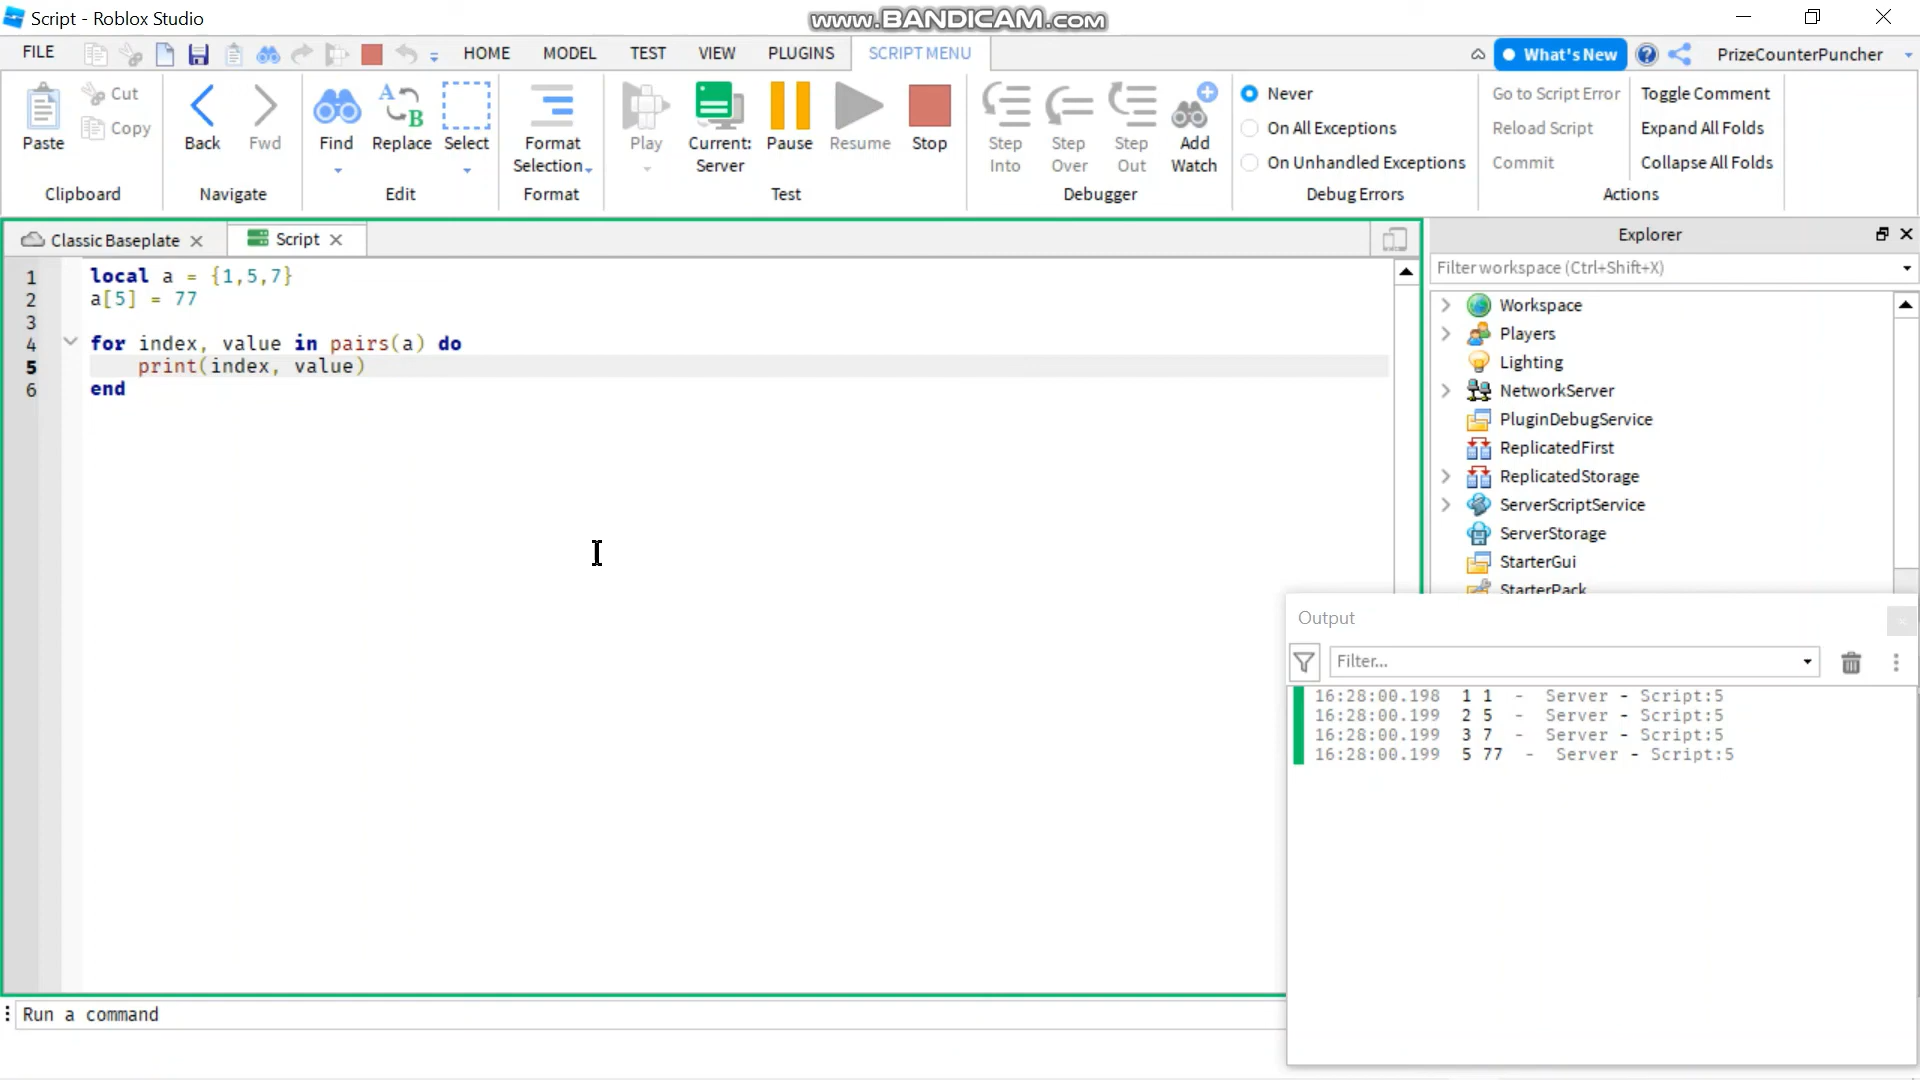 Script - Roblox Studio
www.BANDICAM.com
FILE HOME MODEL TEST VIEW PLUGINS SCRIPT MENU What's New PrizeCounterPuncher
Paste
Cut
Copy
Clipboard
Back
Fwd
Navigate
Find
Replace
Select
Edit
Format
Selection
Format
Play
Current:
Server
Pause
Resume
Stop
Test
Step
Into
Step
Over
Step
Out
Add
Watch
Debugger
Never
On All Exceptions
On Unhandled Exceptions
Debug Errors
Go to Script Error
Reload Script
Commit
Toggle Comment
Expand All Folds
Collapse All Folds
Actions
Classic Baseplate
Script
1 local a = {1,5,7}
2 a[5] = 77
3
4 for index, value in pairs(a) do
5 print(index, value)
6 end
Run a command
Explorer
Filter workspace (Ctrl+Shift+X)
Workspace
Players
Lighting
NetworkServer
PluginDebugService
ReplicatedFirst
ReplicatedStorage
ServerScriptService
ServerStorage
StarterGui
StarterPack
Output
Filter...
16:28:00.198 1 1 - Server - Script:5
16:28:00.199 2 5 - Server - Script:5
16:28:00.199 3 7 - Server - Script:5
16:28:00.199 5 77 - Server - Script:5